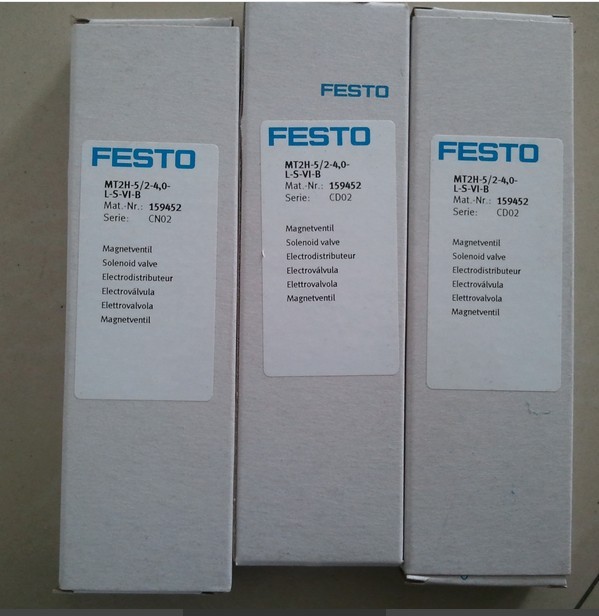 FESTO
MT2H-5/2-4,0-
L-S-VI-B
Mat.-Nr.: 159452
Serie: CN02
Magnetventil
Solenoid valve
Electrodistributeur
Electroválvula
Elettrovalvola
Magnetventil
FESTO
FESTO
MT2H-5/2-4,0-
L-S-VI-B
Mat.-Nr.: 159452
Serie: CD02
Magnetventil
Solenoid valve
Electrodistributeur
Electroválvula
Elettrovalvola
Magnetventil
FESTO
MT2H-5/2-4,0-
L-S-VI-B
Mat.-Nr.: 159452
Serie: CD02
Magnetventil
Solenoid valve
Electrodistributeur
Electroválvula
Elettrovalvola
Magnetventil